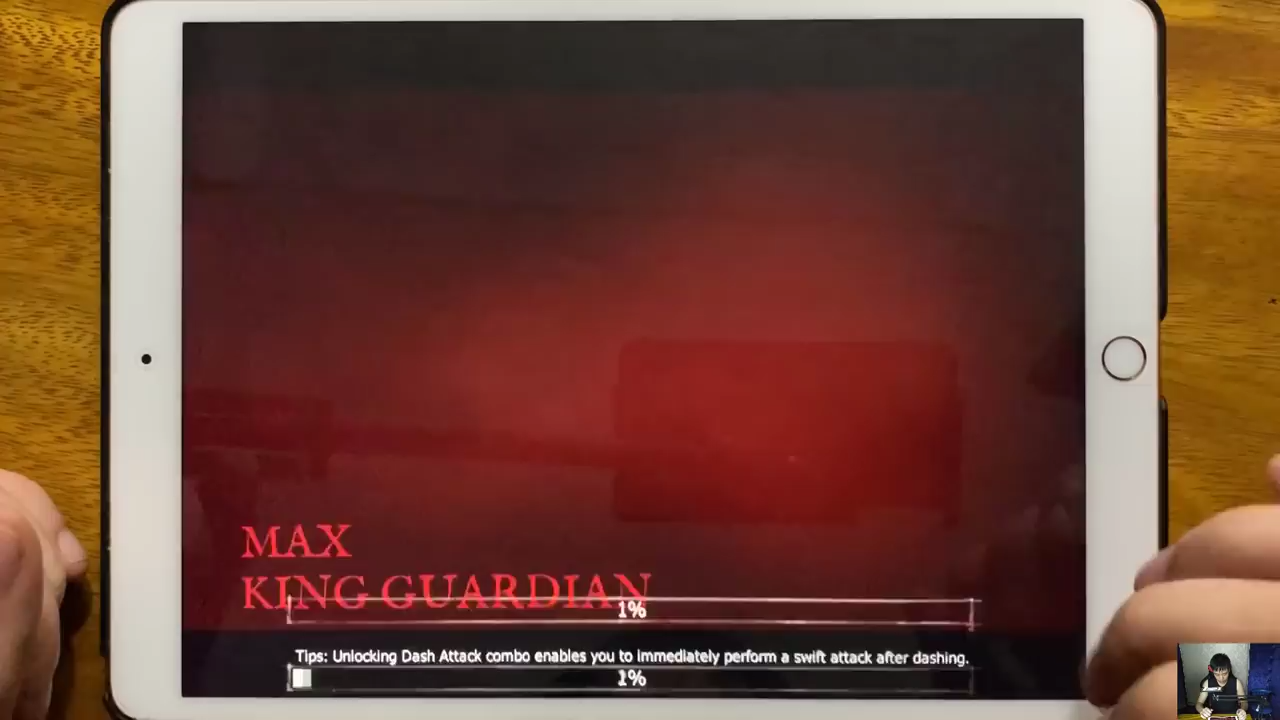 MAX
KING GUARDIAN
1%
Tips: Unlocking Dash Attack combo enables you to immediately perform a swift attack after dashing.
1%